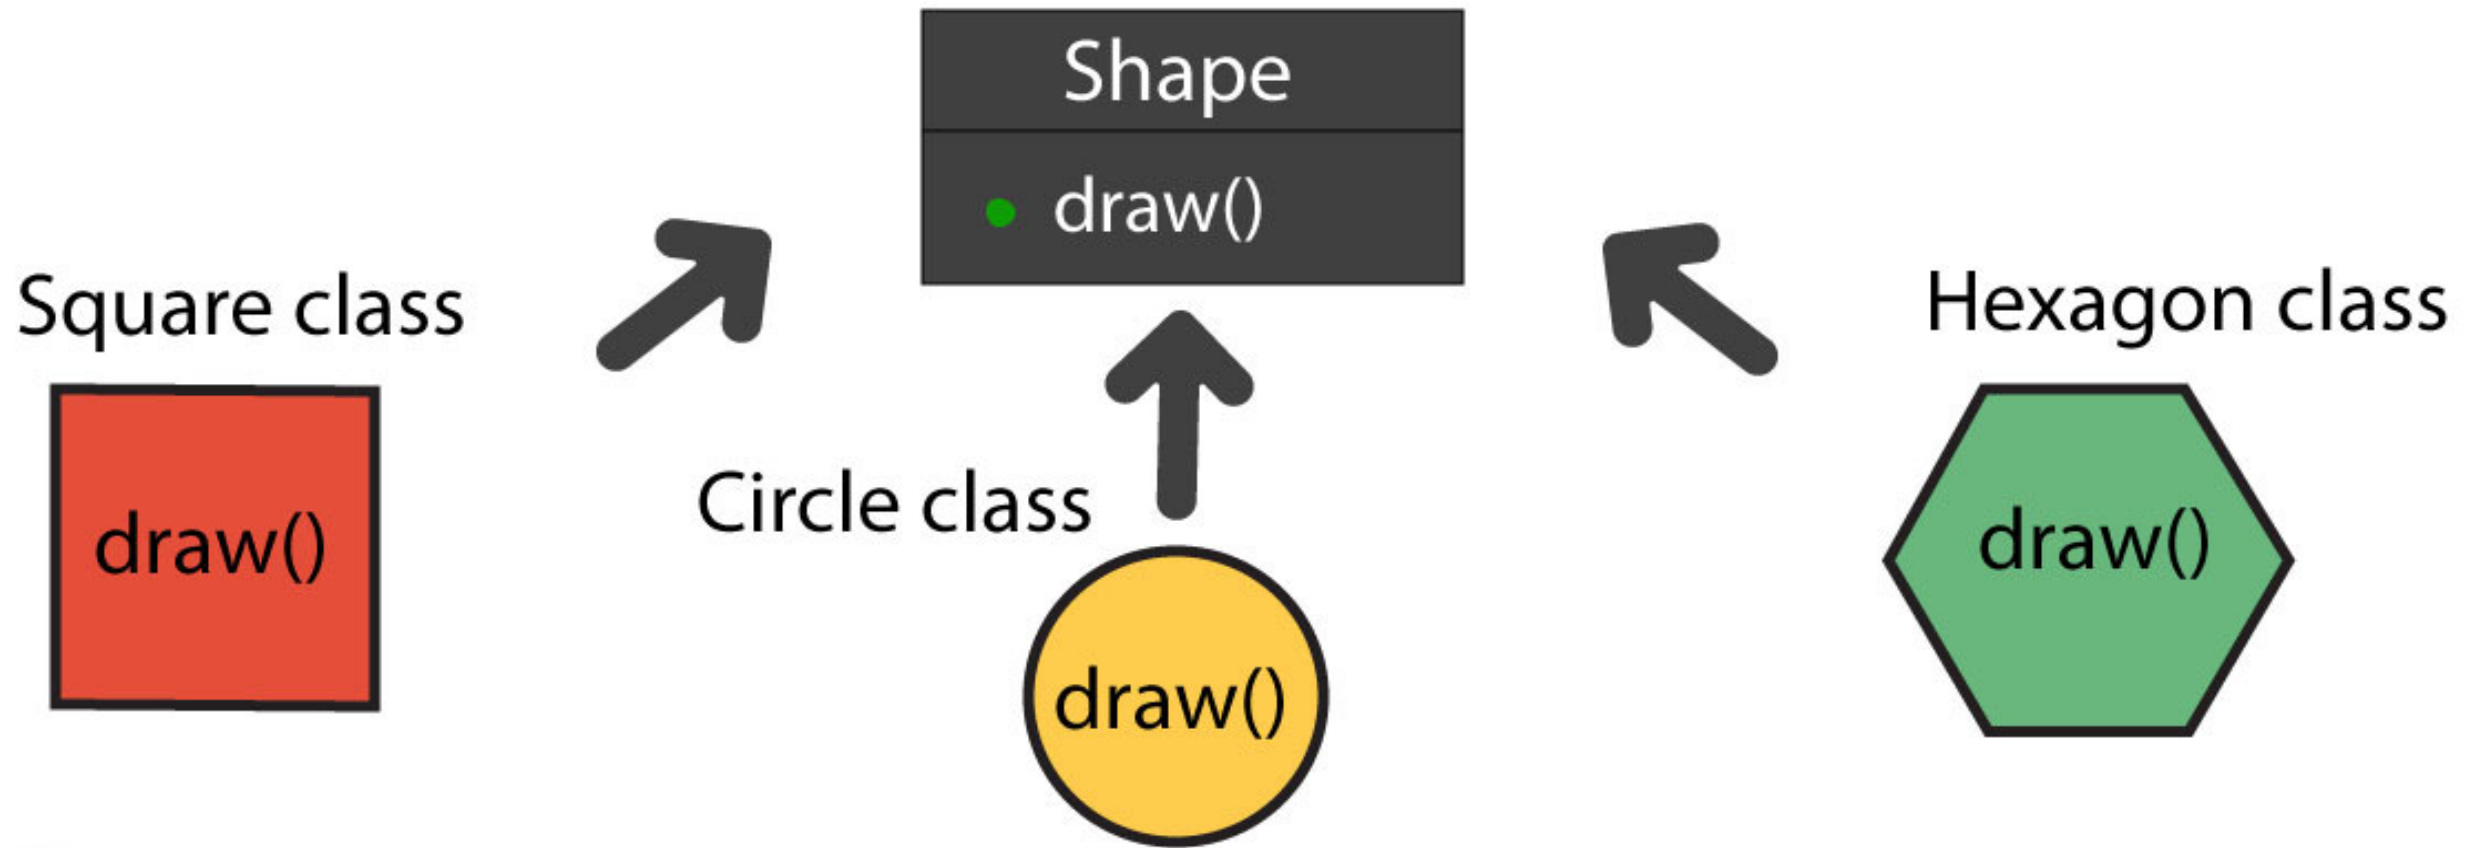 Shape
draw()
Square class
draw()
Circle class
draw()
Hexagon class
draw()